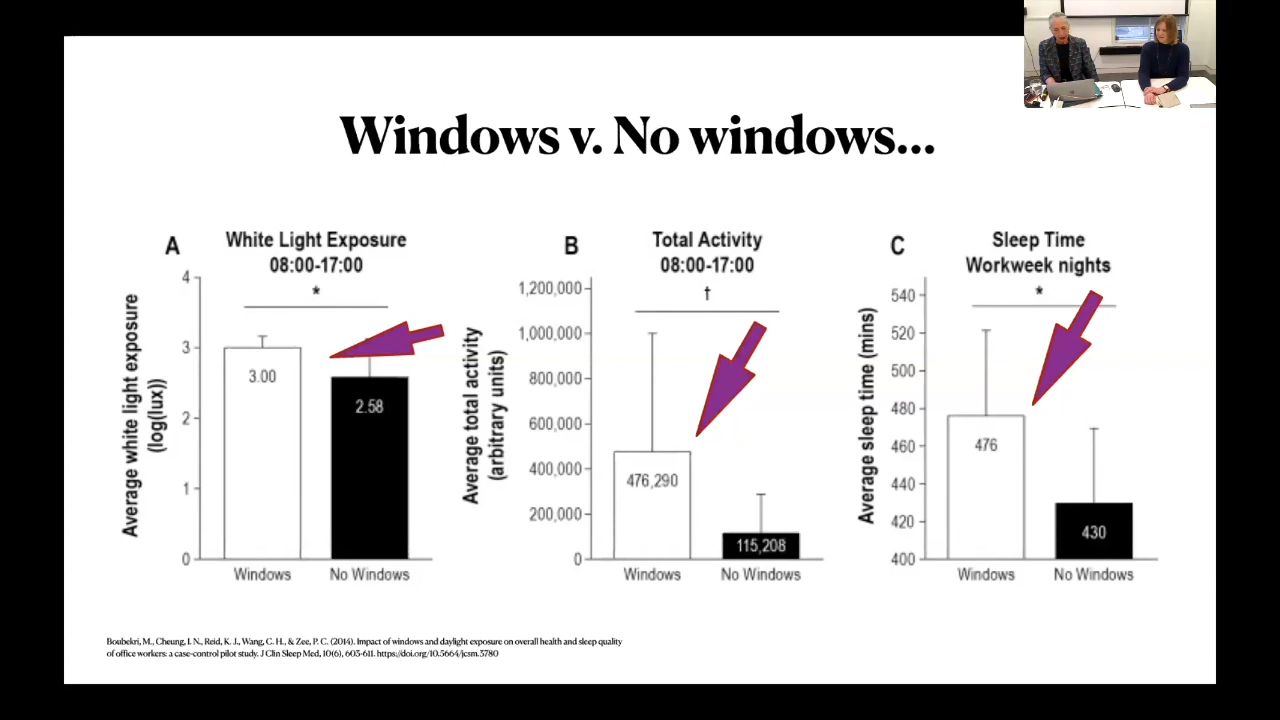 Windows v. No windows...
A
White Light Exposure
08:00-17:00
*
Average white light exposure
(log(lux))
4
3
2
1
0
3.00
2.58
Windows
No Windows
B
Total Activity
08:00-17:00
†
Average total activity
(arbitrary units)
1,200,000
1,000,000
800,000
600,000
400,000
200,000
0
476,290
115,208
Windows
No Windows
C
Sleep Time
Workweek nights
*
Average sleep time (mins)
540
520
500
480
460
440
420
400
476
430
Windows
No Windows
Boubekri, M., Cheung, I. N., Reid, K. J., Wang, C. H., & Zee, P. C. (2014). Impact of windows and daylight exposure on overall health and sleep quality
of office workers: a case-control pilot study. J Clin Sleep Med, 10(6), 603-611. https://doi.org/10.5664/jcsm.3780